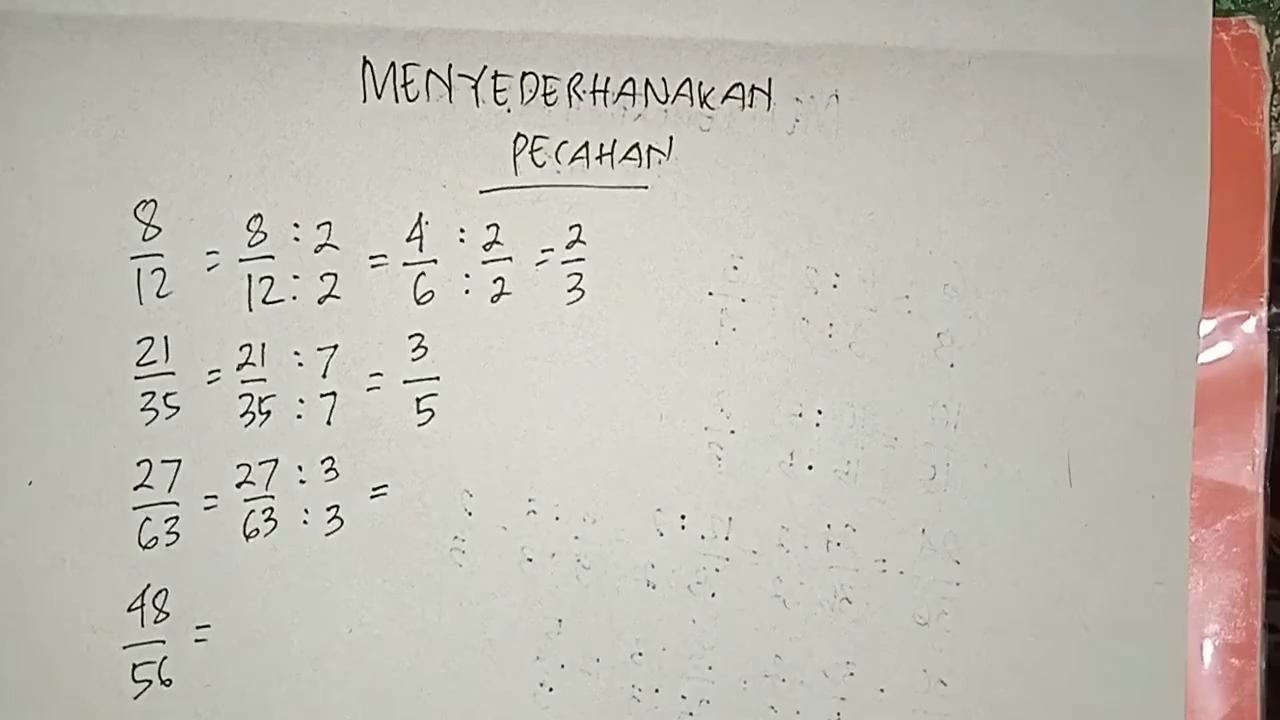 MENYEDERHANAKAN
PECAHAN
8/12 = 8 : 2/12 : 2 = 4 : 2/6 : 2 = 2/3
21/35 = 21 : 7/35 : 7 = 3/5
27/63 = 27 : 3/63 : 3 =
48/56 =